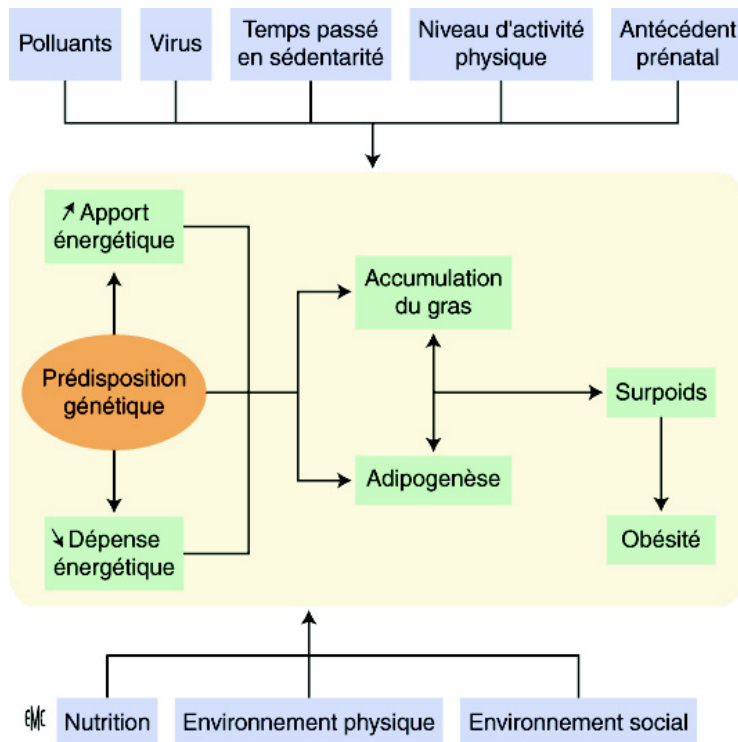 Polluants
Virus
Temps passé
en sédentarité
Niveau d'activité
physique
Antécédent
prénatal
↗ Apport
énergétique
Accumulation
du gras
Prédisposition
génétique
Surpoids
Adipogenèse
↘ Dépense
énergétique
Obésité
EMC
Nutrition
Environnement physique
Environnement social